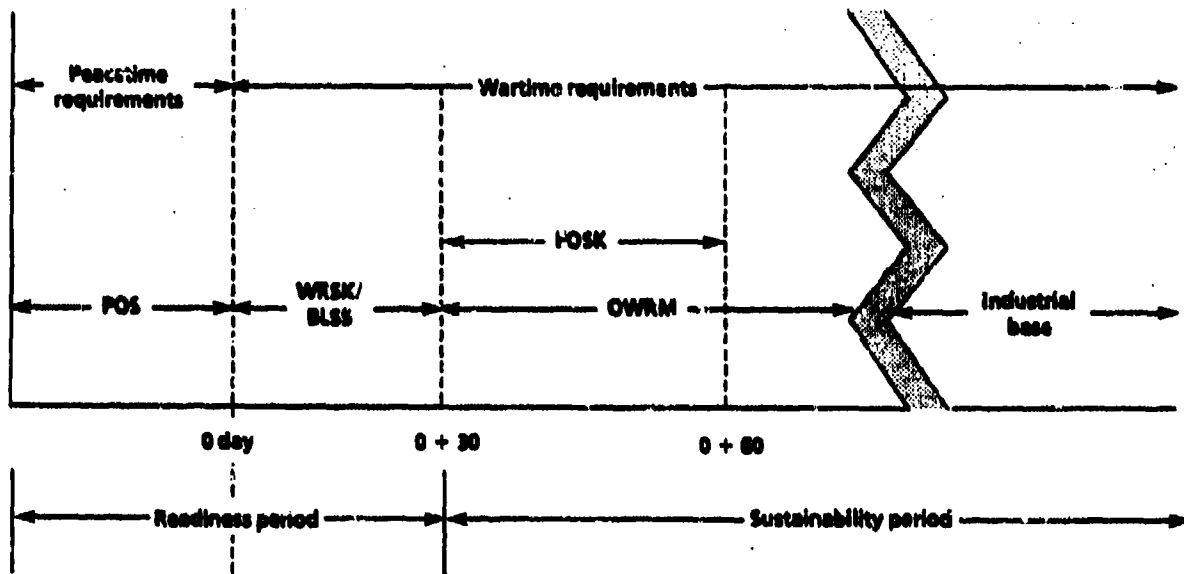 Peacetime
requirements
Wartime requirements
FOSK
POS
WRSK/
BLSS
OWRM
Industrial
base
0 day
0 + 30
0 + 60
Readiness period
Sustainability period